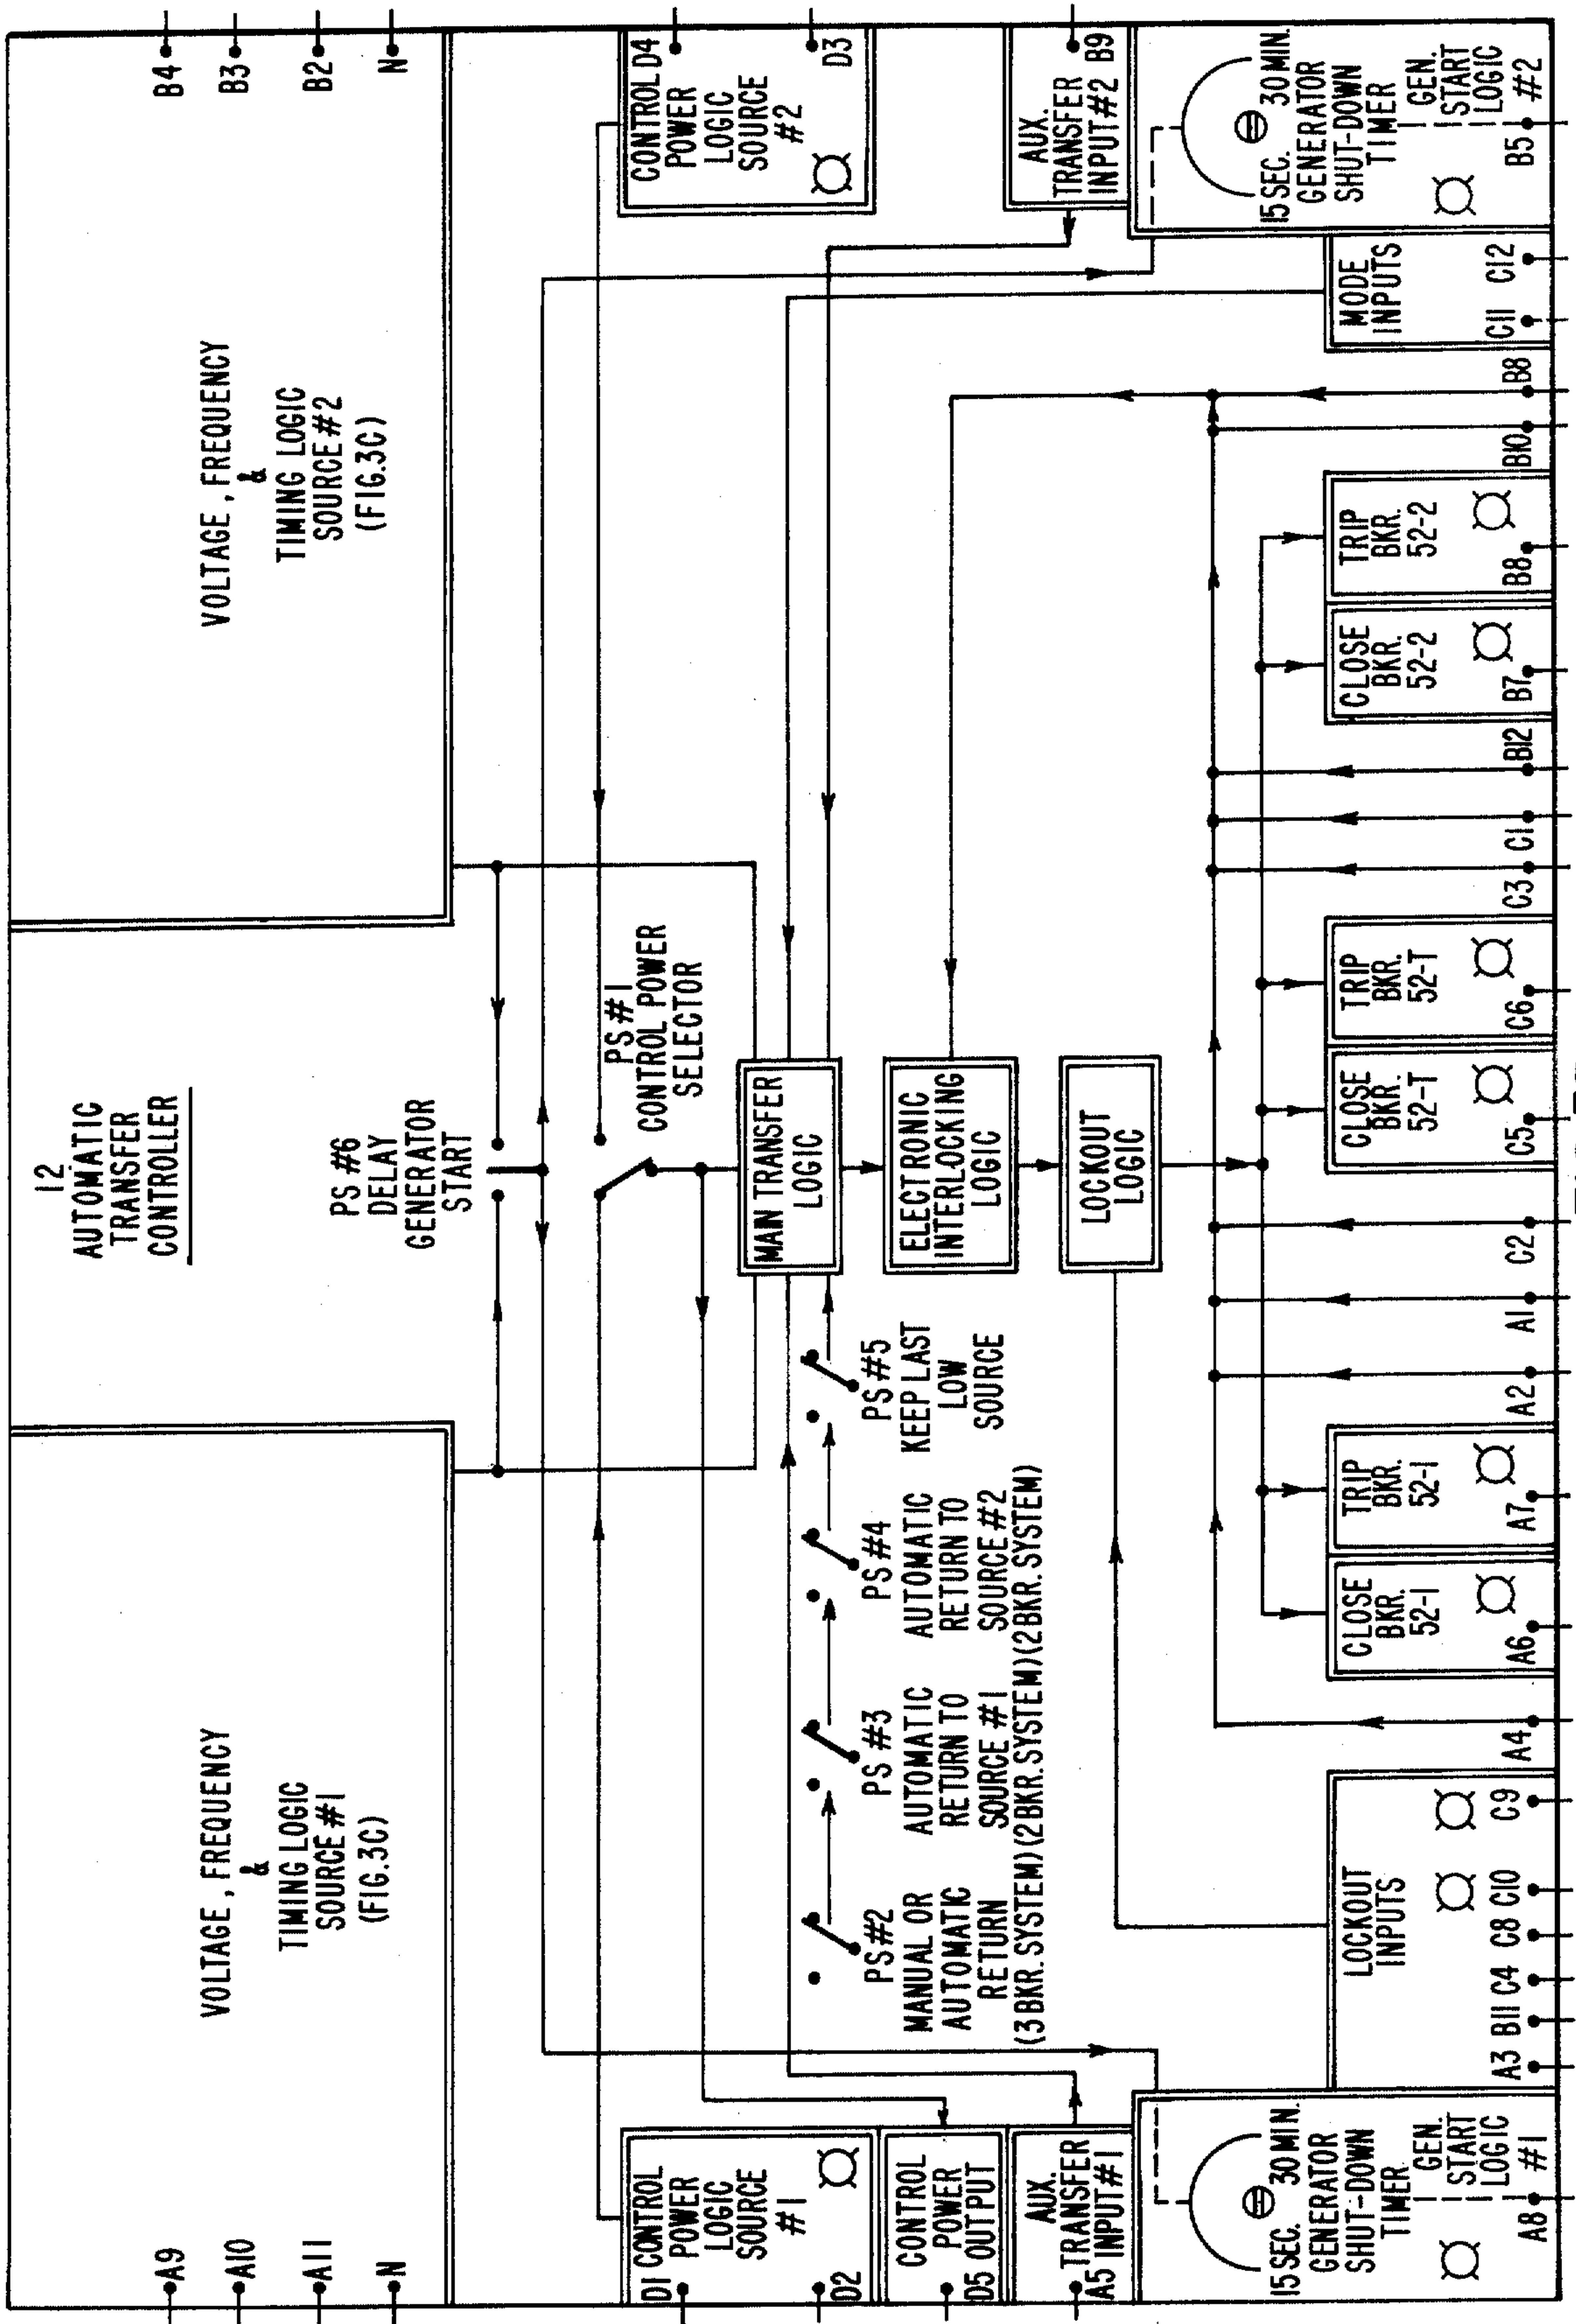 12
AUTOMATIC
TRANSFER
CONTROLLER
VOLTAGE, FREQUENCY
&
TIMING LOGIC
SOURCE #1
(FIG.3C)
A9
A10
A11
N
VOLTAGE, FREQUENCY
&
TIMING LOGIC
SOURCE #2
(FIG.3C)
B4
B3
B2
N
PS #6
DELAY
GENERATOR
START
PS #1
CONTROL POWER
SELECTOR
D1 CONTROL
POWER
LOGIC
SOURCE
#1
D2
CONTROL
POWER
D5 OUTPUT
AUX.
TRANSFER
A5 INPUT #1
CONTROL D4
POWER
LOGIC
SOURCE
#2
D3
AUX.
TRANSFER
INPUT #2 B9
MAIN TRANSFER
LOGIC
ELECTRONIC
INTERLOCKING
LOGIC
LOCKOUT
LOGIC
PS #2
MANUAL OR
AUTOMATIC
RETURN
(3 BKR. SYSTEM)
PS #3
AUTOMATIC
RETURN TO
SOURCE #1
(2 BKR. SYSTEM)
PS #4
AUTOMATIC
RETURN TO
SOURCE #2
(2 BKR. SYSTEM)
PS #5
KEEP LAST
LOW
SOURCE
15 SEC. 30 MIN.
GENERATOR
SHUT-DOWN
TIMER
GEN.
START
LOGIC
#1
A8
LOCKOUT
INPUTS
A3 B11 C4 C8 C10 C9
A4
CLOSE
BKR.
52-1
A6
TRIP
BKR.
52-1
A7
A2
A1
C2
CLOSE
BKR.
52-T
C5
TRIP
BKR.
52-T
C6
C3
C1
B12
CLOSE
BKR.
52-2
B7
TRIP
BKR.
52-2
B8
B10
B8
MODE
INPUTS
C11 C12
15 SEC. 30 MIN.
GENERATOR
SHUT-DOWN
TIMER
GEN.
START
LOGIC
#2
B5